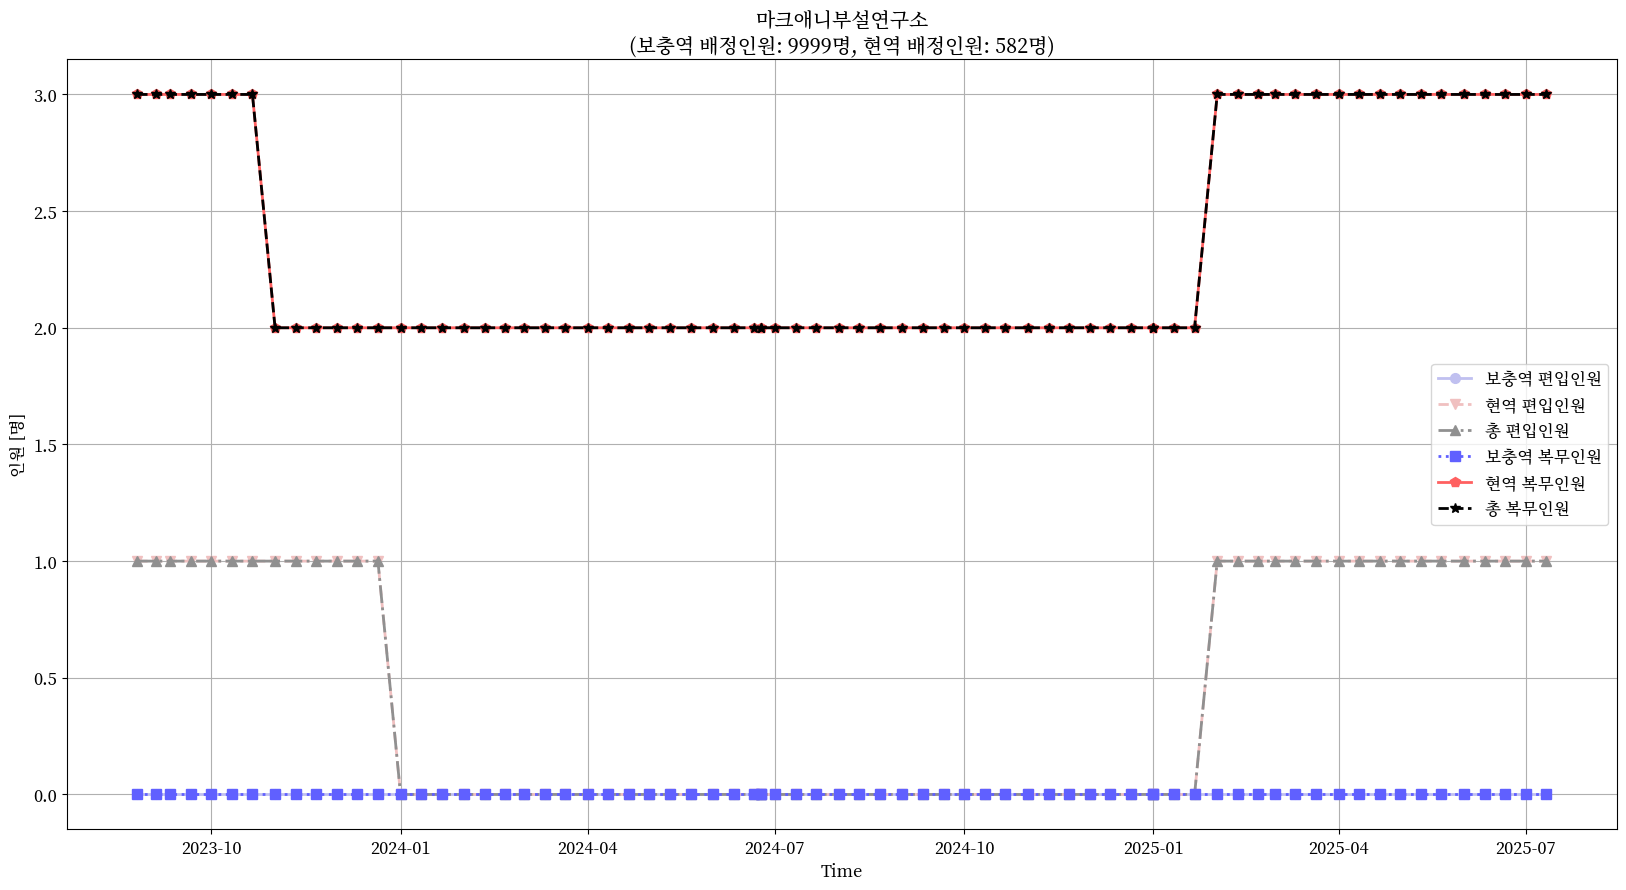 마크애니부설연구소
(보충역 배정인원: 9999명, 현역 배정인원: 582명)
3.0
2.5
2.0
1.5
1.0
0.5
0.0
인원 [명]
보충역 편입인원
현역 편입인원
총 편입인원
보충역 복무인원
현역 복무인원
총 복무인원
2023-10
2024-01
2024-04
2024-07
2024-10
2025-01
2025-04
2025-07
Time